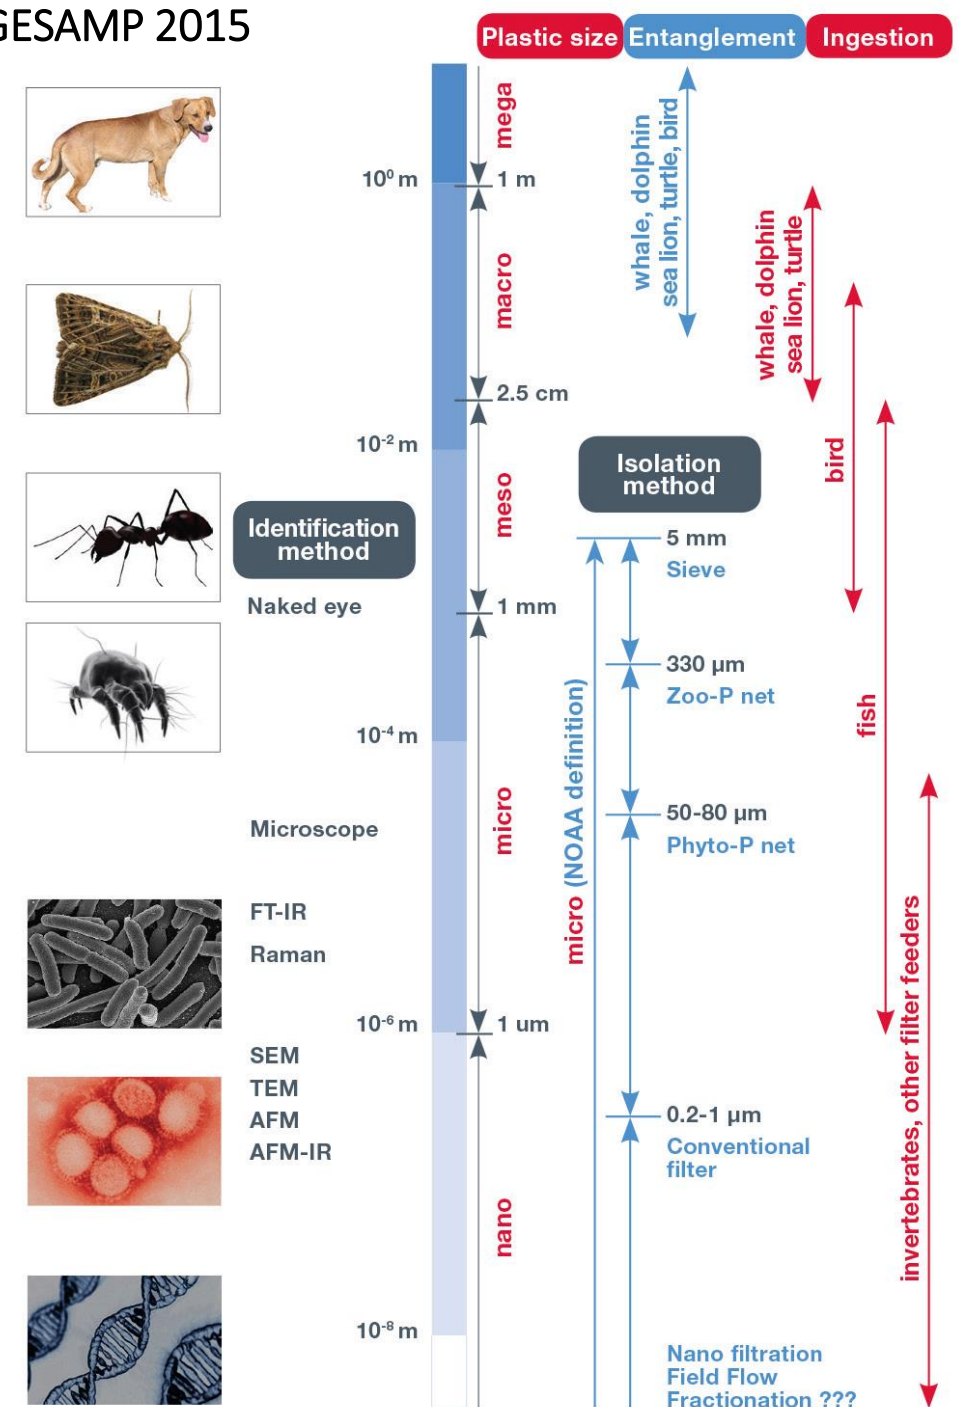 GESAMP 2015
Plastic size
Entanglement
Ingestion
mega
10⁰ m
1 m
whale, dolphin
sea lion, turtle, bird
whale, dolphin
sea lion, turtle
macro
2.5 cm
10⁻² m
bird
meso
Isolation
method
Identification
method
5 mm
Sieve
Naked eye
1 mm
330 µm
Zoo-P net
fish
10⁻⁴ m
micro (NOAA definition)
micro
50-80 µm
Phyto-P net
Microscope
FT-IR
Raman
10⁻⁶ m
1 um
invertebrates, other filter feeders
SEM
TEM
AFM
AFM-IR
0.2-1 µm
Conventional
filter
nano
10⁻⁸ m
Nano filtration
Field Flow
Fractionation ???